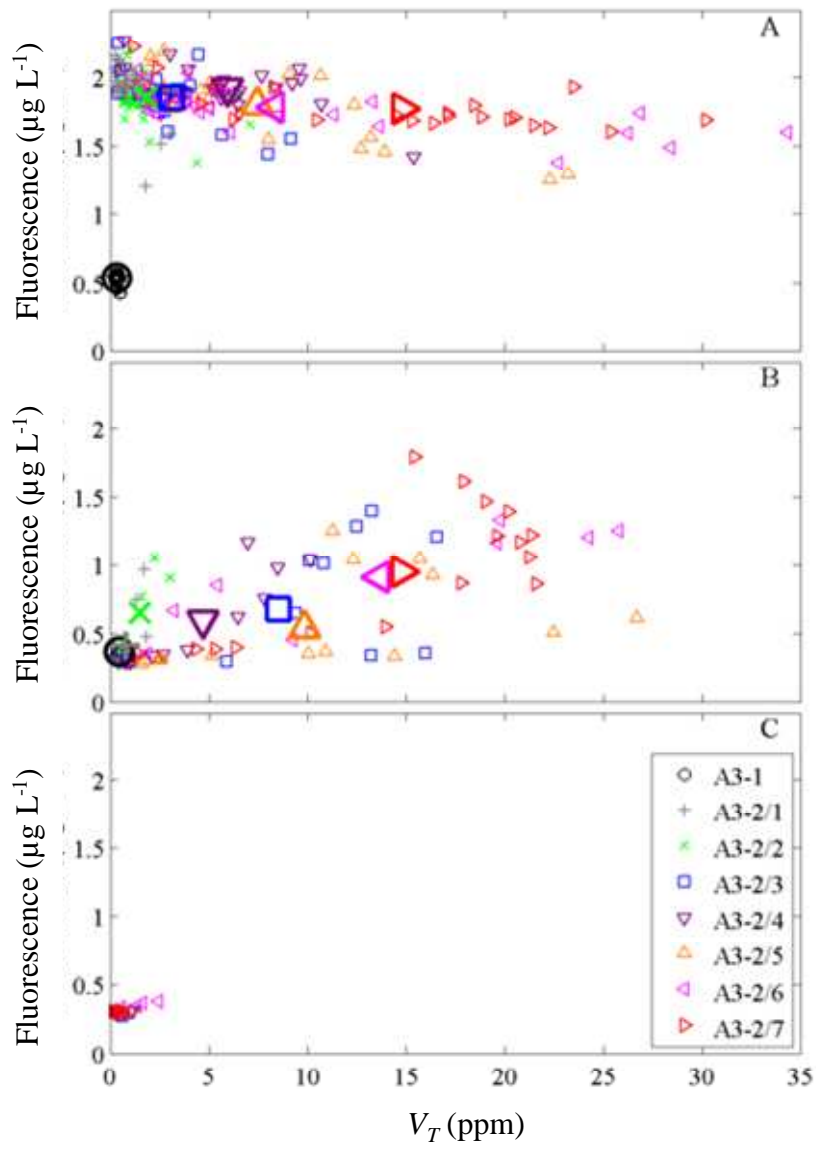 A
Fluorescence (µg L⁻¹)
2
1.5
1
0.5
0
B
Fluorescence (µg L⁻¹)
2
1.5
1
0.5
0
C
Fluorescence (µg L⁻¹)
2
1.5
1
0.5
0
A3-1
A3-2/1
A3-2/2
A3-2/3
A3-2/4
A3-2/5
A3-2/6
A3-2/7
0 5 10 15 20 25 30 35
V_T (ppm)